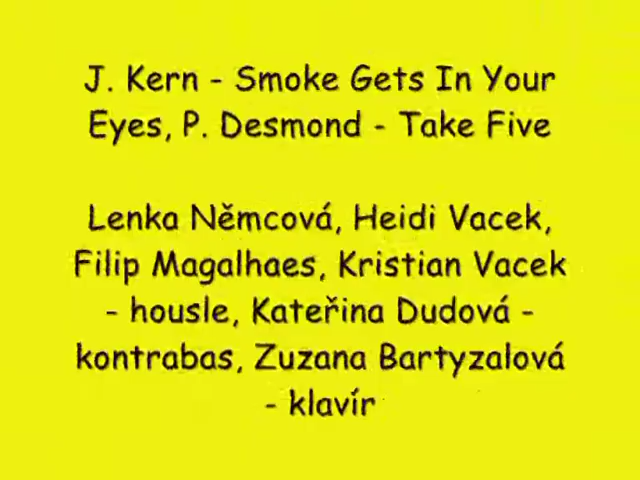 J. Kern - Smoke Gets In Your
Eyes, P. Desmond - Take Five
Lenka Němcová, Heidi Vacek,
Filip Magalhaes, Kristian Vacek
- housle, Kateřina Dudová -
kontrabas, Zuzana Bartyzalová
- klavír